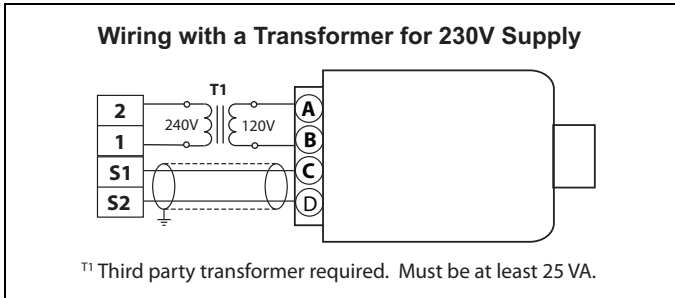 Wiring with a Transformer for 230V Supply
T1
2
240V
120V
A
1
B
S1
C
S2
D
T1 Third party transformer required. Must be at least 25 VA.